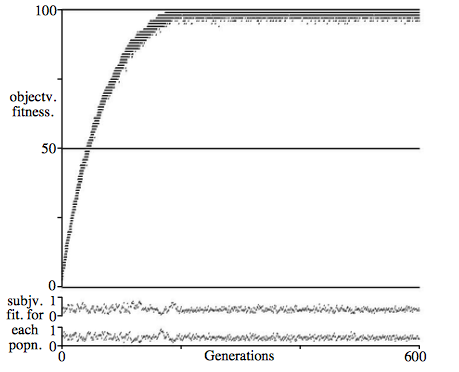 100
objectv.
fitness.
50
0
subjv. 1
fit. for 0
each 1
popn. 0
0 Generations 600